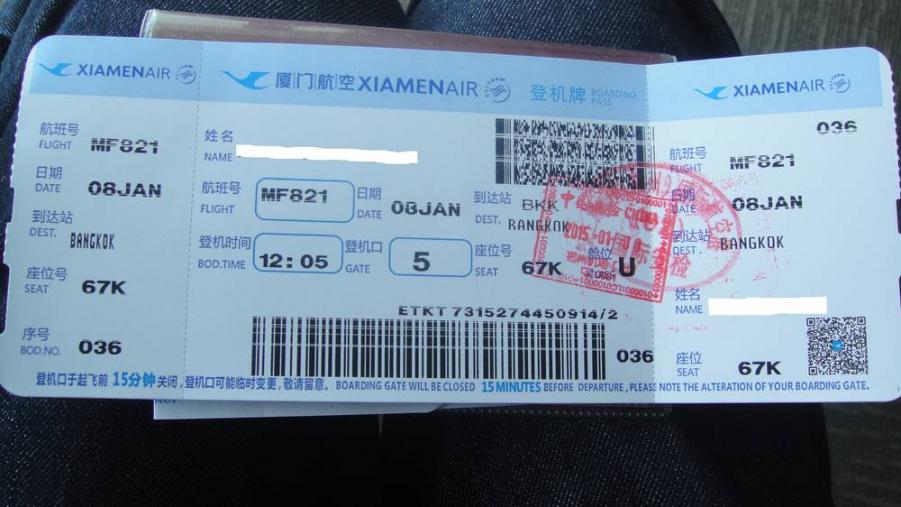 XIAMENAIR
航班号
FLIGHT MF821
日期
DATE 08JAN
到达站
DEST. BANGKOK
座位号
SEAT 67K
序号
BOD.NO. 036
厦门航空 XIAMENAIR
登机牌 BOARDING PASS
姓名
NAME
航班号
FLIGHT MF821
日期
DATE 08JAN
到达站
DEST. BKK
BANGKOK
登机时间
BOD.TIME 12:05
登机口
GATE 5
座位号
SEAT 67K
舱位
U
ETKT 7315274450914/2
036
XIAMENAIR
036
航班号
FLIGHT MF821
日期
DATE 08JAN
到达站
DEST. BANGKOK
姓名
NAME
座位
SEAT 67K
登机口于起飞前 15分钟 关闭,登机口可能临时变更,敬请留意。 BOARDING GATE WILL BE CLOSED 15 MINUTES BEFORE DEPARTURE, PLEASE NOTE THE ALTERATION OF YOUR BOARDING GATE.